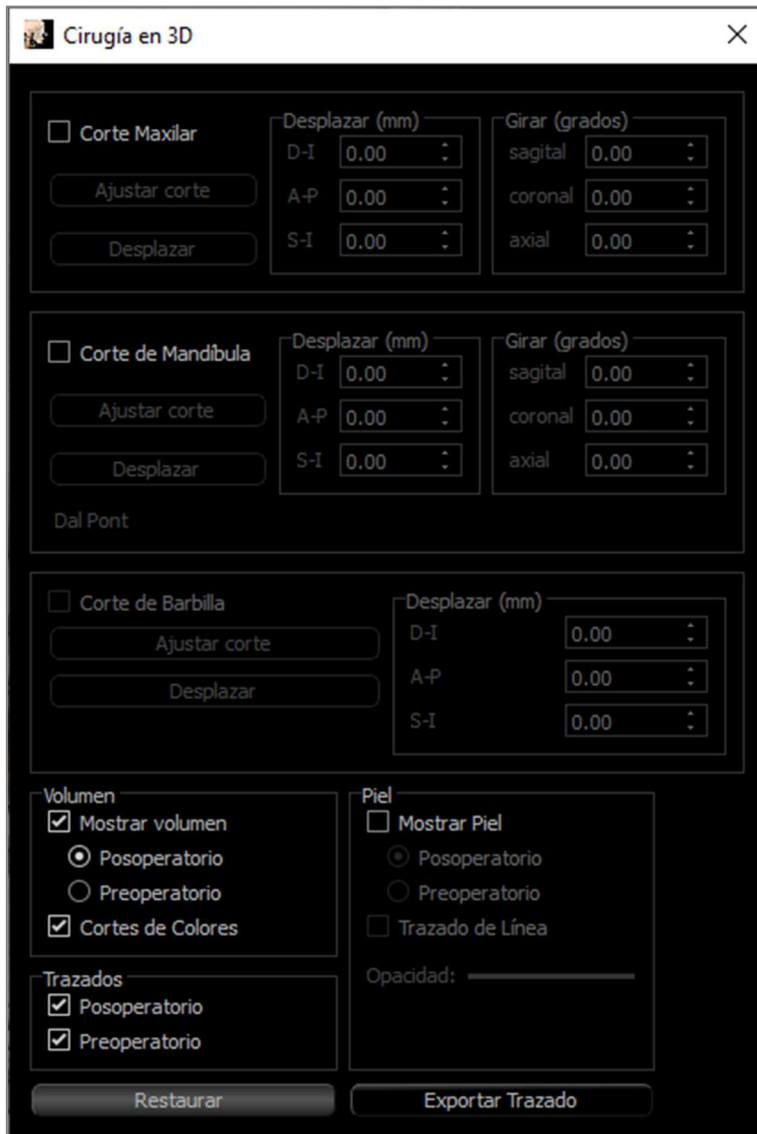 Cirugía en 3D
Corte Maxilar
Ajustar corte
Desplazar
Desplazar (mm)
D-I 0.00
A-P 0.00
S-I 0.00
Girar (grados)
sagital 0.00
coronal 0.00
axial 0.00
Corte de Mandíbula
Ajustar corte
Desplazar
Dal Pont
Desplazar (mm)
D-I 0.00
A-P 0.00
S-I 0.00
Girar (grados)
sagital 0.00
coronal 0.00
axial 0.00
Corte de Barbilla
Ajustar corte
Desplazar
Desplazar (mm)
D-I 0.00
A-P 0.00
S-I 0.00
Volumen
Mostrar volumen
Posoperatorio
Preoperatorio
Cortes de Colores
Trazados
Posoperatorio
Preoperatorio
Piel
Mostrar Piel
Posoperatorio
Preoperatorio
Trazado de Línea
Opacidad:
Restaurar
Exportar Trazado